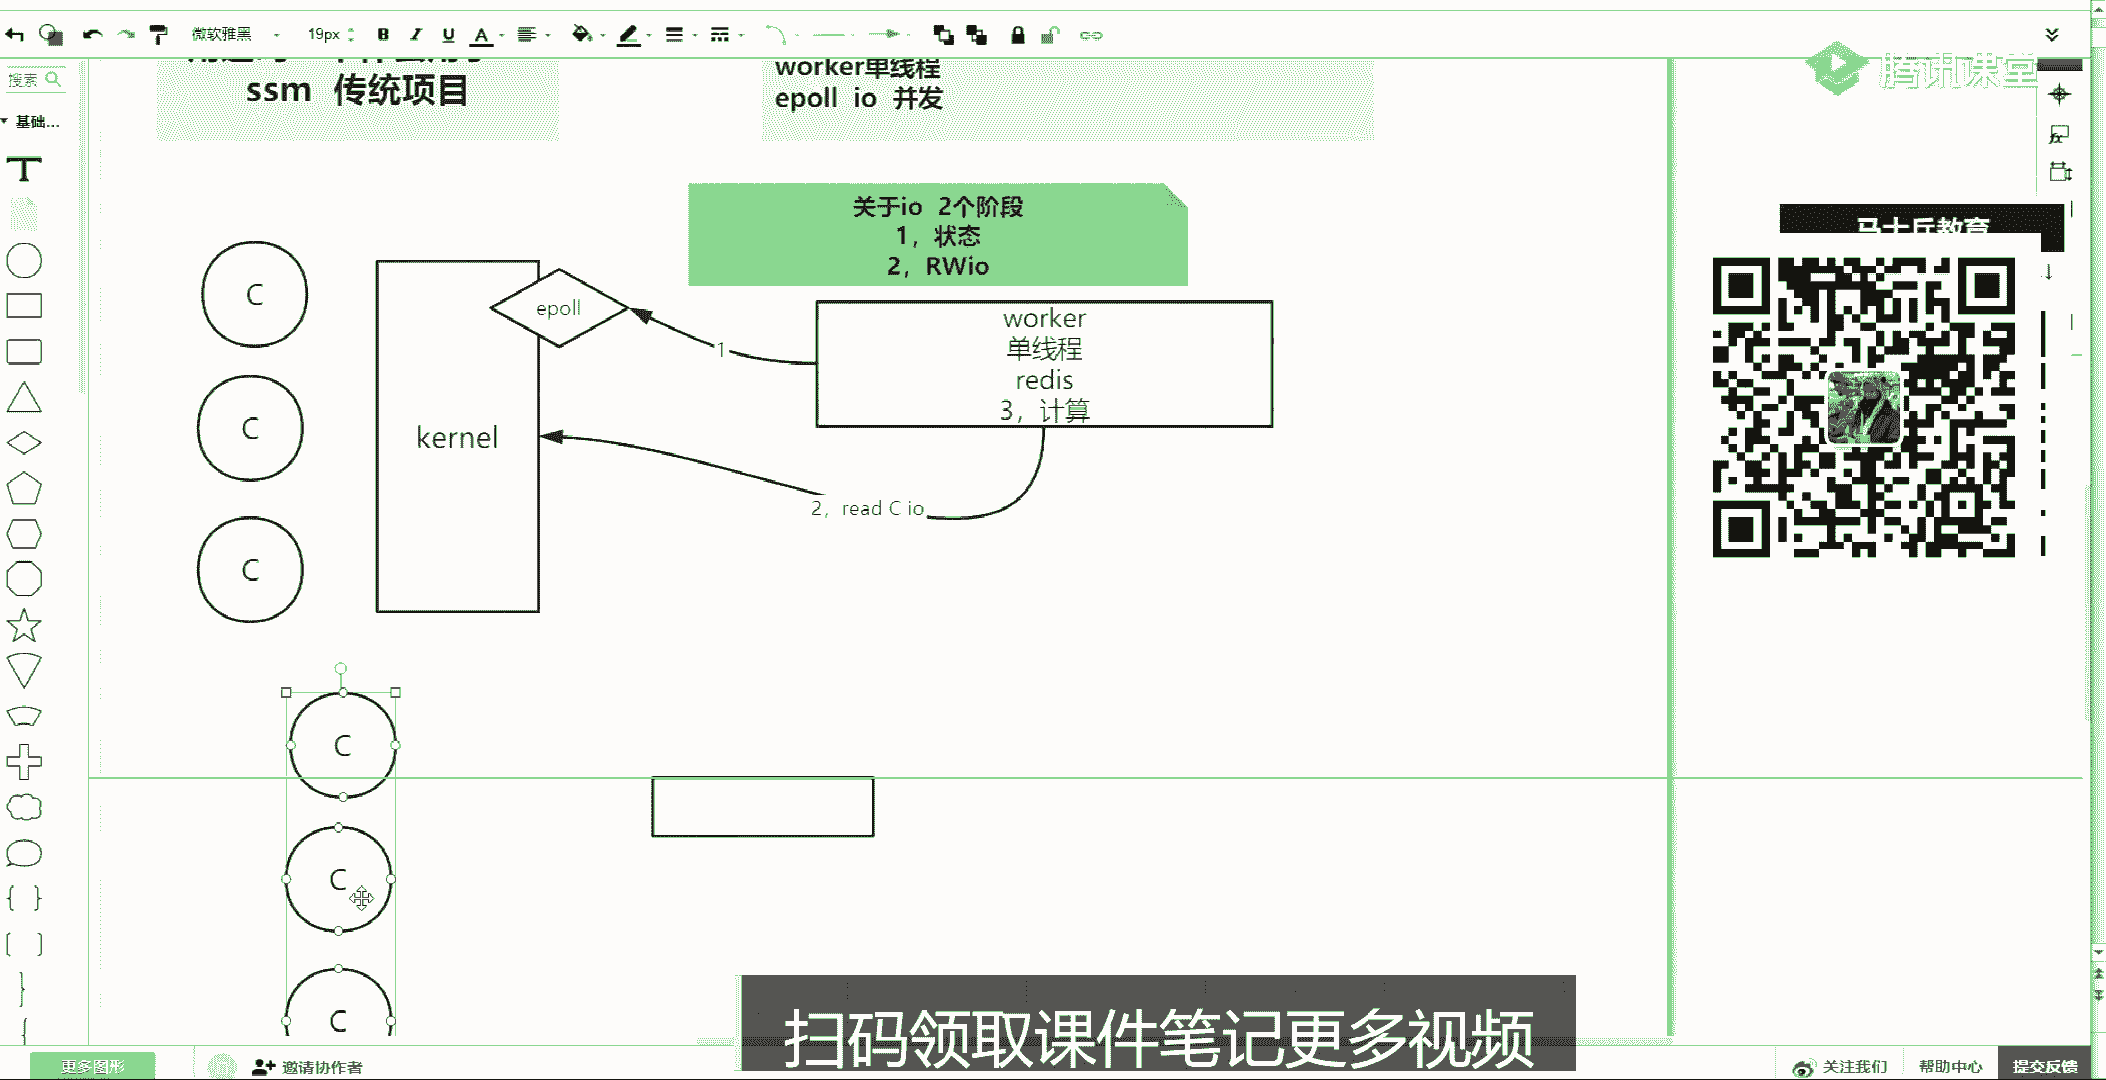 微软雅黑
19px
B
I
U
A
搜索
基础...
T
ssm 传统项目
worker单线程
epoll io 并发
腾讯课堂
关于io 2个阶段
1，状态
2，RWio
马士兵教育
C
C
C
kernel
epoll
1
worker
单线程
redis
3，计算
2，read C io
C
C
C
扫码领取课件笔记更多视频
更多图形
邀请协作者
关注我们
帮助中心
提交反馈